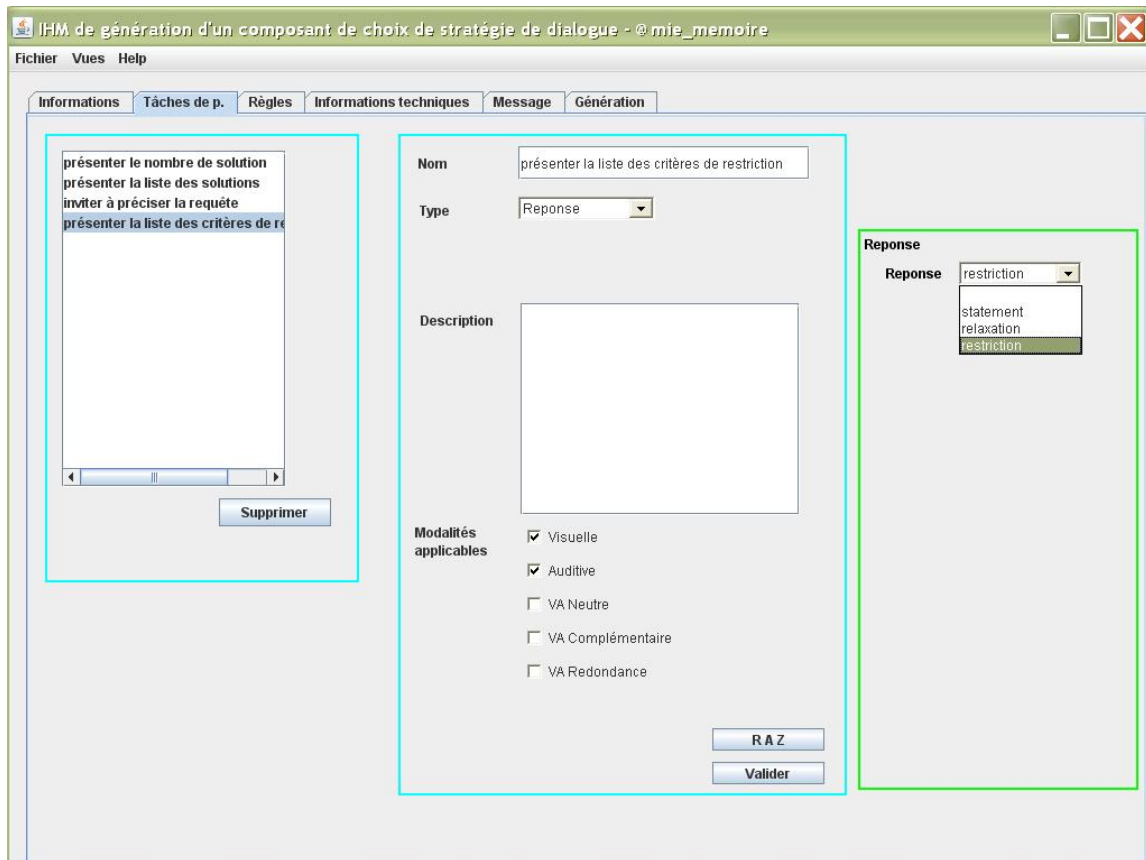 IHM de génération d'un composant de choix de stratégie de dialogue - @ mie_memoire
Fichier Vues Help
Informations Tâches de p. Règles Informations techniques Message Génération
présenter le nombre de solution
présenter la liste des solutions
inviter à préciser la requête
présenter la liste des critères de re
Supprimer
Nom présenter la liste des critères de restriction
Type Reponse
Description
Modalités
applicables
Visuelle
Auditive
VA Neutre
VA Complémentaire
VA Redondance
R A Z
Valider
Reponse
Reponse restriction
statement
relaxation
restriction